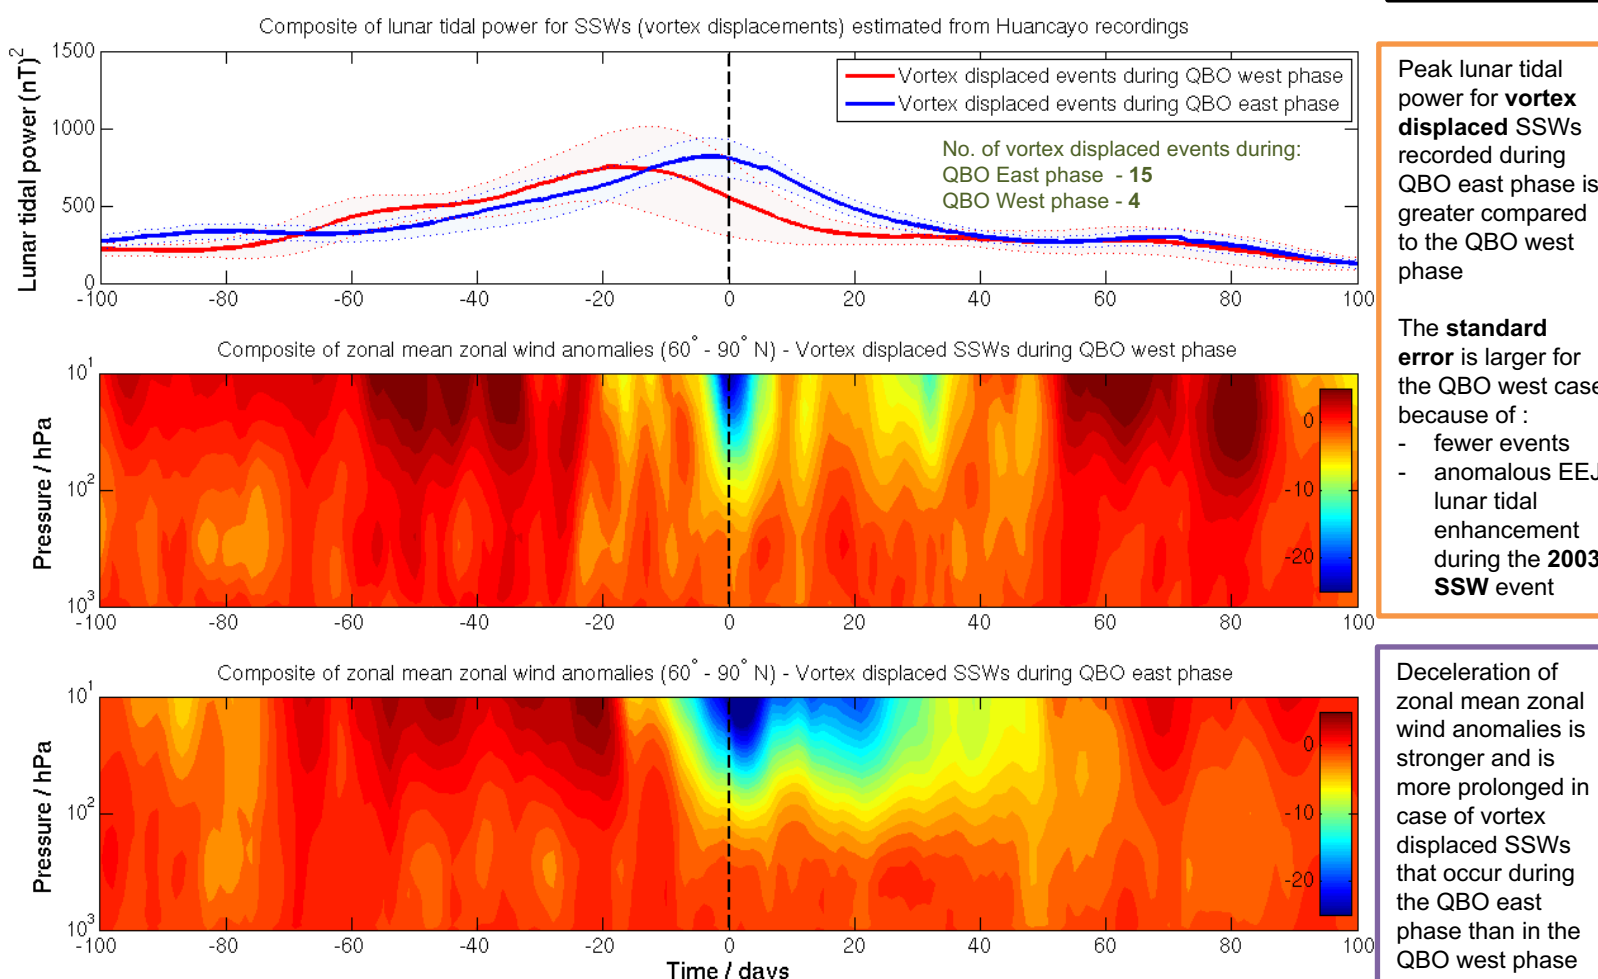 Composite of lunar tidal power for SSWs (vortex displacements) estimated from Huancayo recordings
Lunar tidal power (nT)²
1500
1000
500
0
Vortex displaced events during QBO west phase
Vortex displaced events during QBO east phase
No. of vortex displaced events during:
QBO East phase - 15
QBO West phase - 4
-100 -80 -60 -40 -20 0 20 40 60 80 100
Composite of zonal mean zonal wind anomalies (60° - 90° N) - Vortex displaced SSWs during QBO west phase
Pressure / hPa
10¹
10²
10³
0
-10
-20
-100 -80 -60 -40 -20 0 20 40 60 80 100
Composite of zonal mean zonal wind anomalies (60° - 90° N) - Vortex displaced SSWs during QBO east phase
Pressure / hPa
10¹
10²
10³
0
-10
-20
-100 -80 -60 -40 -20 0 20 40 60 80 100
Time / days
Peak lunar tidal
power for vortex
displaced SSWs
recorded during
QBO east phase is
greater compared
to the QBO west
phase
The standard
error is larger for
the QBO west case
because of :
- fewer events
- anomalous EEJ
lunar tidal
enhancement
during the 2003
SSW event
Deceleration of
zonal mean zonal
wind anomalies is
stronger and is
more prolonged in
case of vortex
displaced SSWs
that occur during
the QBO east
phase than in the
QBO west phase